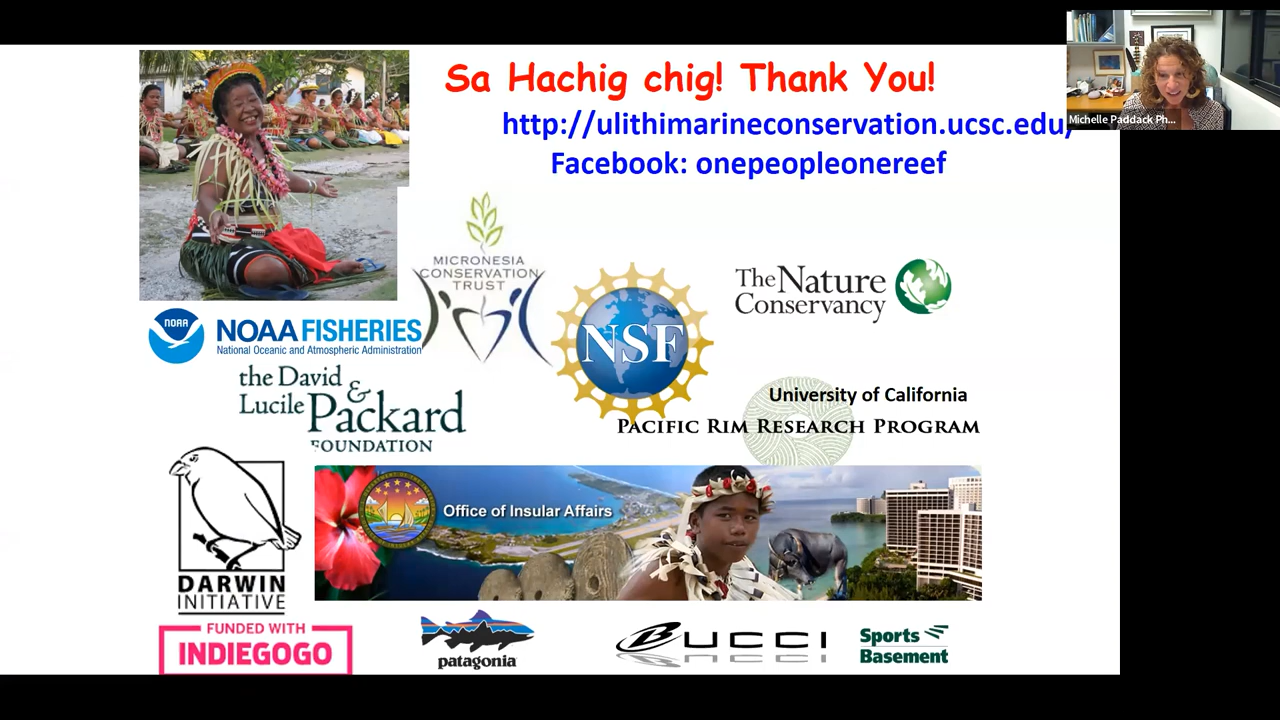 Sa Hachig chig! Thank You!
http://ulithimarineconservation.ucsc.edu/
Facebook: onepeopleonereef
Michelle Paddack Ph...
MICRONESIA
CONSERVATION
TRUST
The Nature
Conservancy
NOAA
NOAA FISHERIES
National Oceanic and Atmospheric Administration
NSF
the David &
Lucile Packard
FOUNDATION
University of California
PACIFIC RIM RESEARCH PROGRAM
Office of Insular Affairs
DARWIN
INITIATIVE
FUNDED WITH
INDIEGOGO
patagonia
BUCCI
Sports
Basement